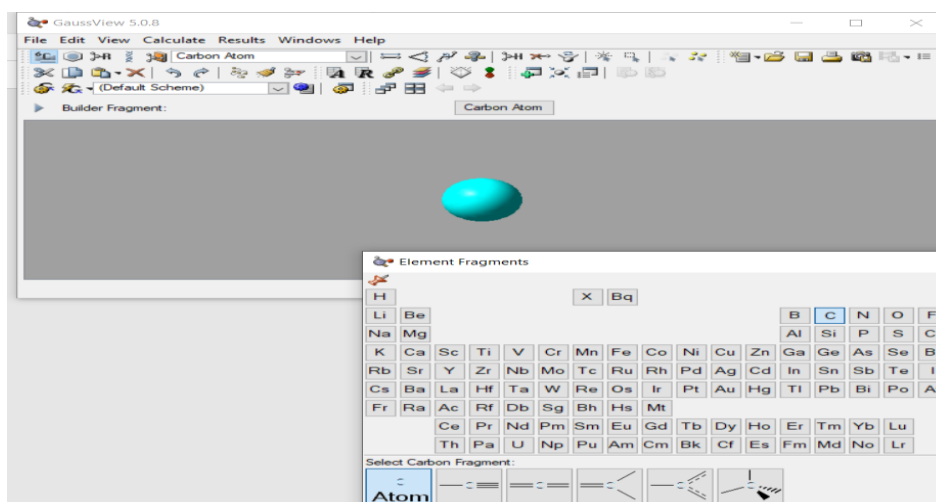 GaussView 5.0.8
File Edit View Calculate Results Windows Help
Carbon Atom
(Default Scheme)
Builder Fragment: Carbon Atom
Element Fragments
H X Bq
Li Be B C N O F
Na Mg Al Si P S C
K Ca Sc Ti V Cr Mn Fe Co Ni Cu Zn Ga Ge As Se B
Rb Sr Y Zr Nb Mo Tc Ru Rh Pd Ag Cd In Sn Sb Te I
Cs Ba La Hf Ta W Re Os Ir Pt Au Hg Tl Pb Bi Po A
Fr Ra Ac Rf Db Sg Bh Hs Mt
Ce Pr Nd Pm Sm Eu Gd Tb Dy Ho Er Tm Yb Lu
Th Pa U Np Pu Am Cm Bk Cf Es Fm Md No Lr
Select Carbon Fragment:
C C C C C C
Atom